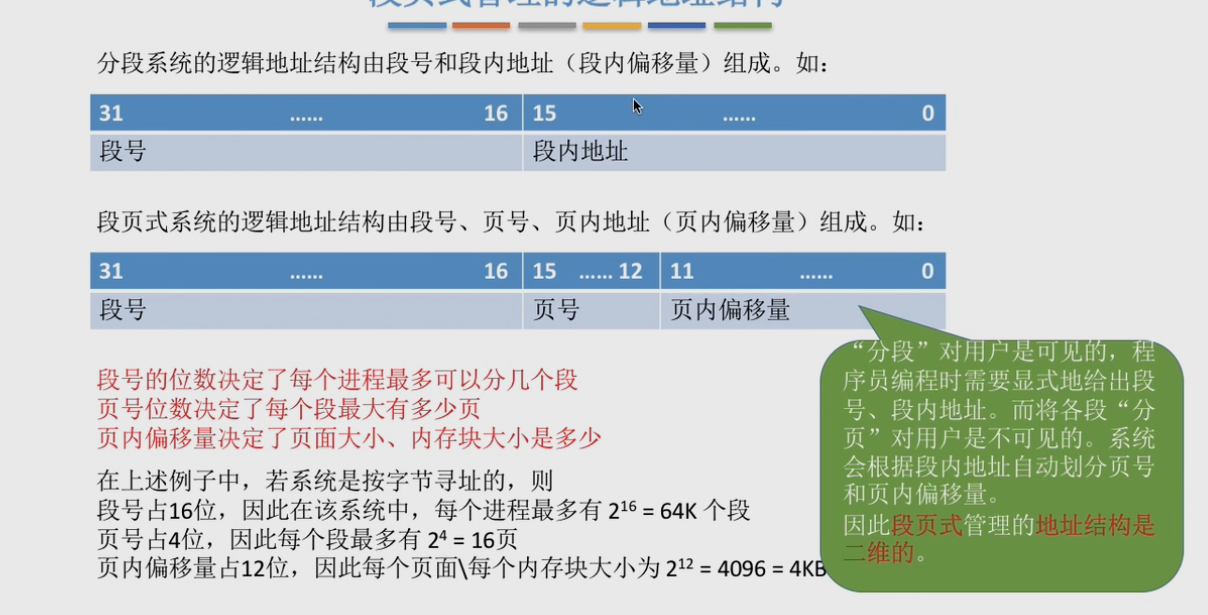 段页式管理的逻辑地址结构
分段系统的逻辑地址结构由段号和段内地址（段内偏移量）组成。如：
31 …… 16 15 …… 0
段号 段内地址
段页式系统的逻辑地址结构由段号、页号、页内地址（页内偏移量）组成。如：
31 …… 16 15 …… 12 11 …… 0
段号 页号 页内偏移量
段号的位数决定了每个进程最多可以分几个段
页号位数决定了每个段最大有多少页
页内偏移量决定了页面大小、内存块大小是多少
在上述例子中，若系统是按字节寻址的，则
段号占16位，因此在该系统中，每个进程最多有 2¹⁶ = 64K 个段
页号占4位，因此每个段最多有 2⁴ = 16页
页内偏移量占12位，因此每个页面\每个内存块大小为 2¹² = 4096 = 4KB
“分段”对用户是可见的，程
序员编程时需要显式地给出段
号、段内地址。而将各段“分
页”对用户是不可见的。系统
会根据段内地址自动划分页号
和页内偏移量。
因此段页式管理的地址结构是
二维的。